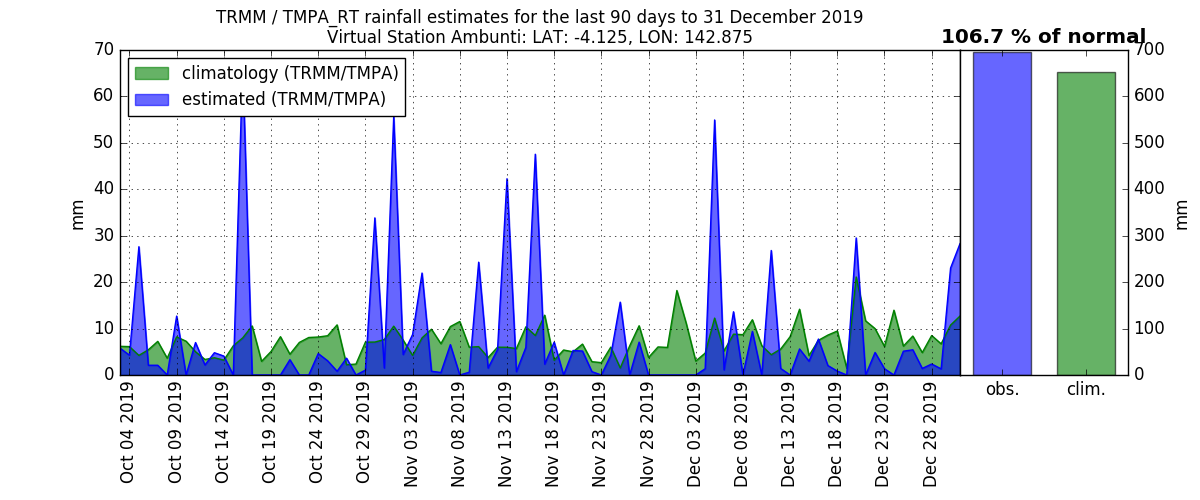 TRMM / TMPA_RT rainfall estimates for the last 90 days to 31 December 2019
Virtual Station Ambunti: LAT: -4.125, LON: 142.875
106.7 % of normal
climatology (TRMM/TMPA)
estimated (TRMM/TMPA)
70
60
50
40
30
20
10
0
mm
Oct 04 2019
Oct 09 2019
Oct 14 2019
Oct 19 2019
Oct 24 2019
Oct 29 2019
Nov 03 2019
Nov 08 2019
Nov 13 2019
Nov 18 2019
Nov 23 2019
Nov 28 2019
Dec 03 2019
Dec 08 2019
Dec 13 2019
Dec 18 2019
Dec 23 2019
Dec 28 2019
obs.
clim.
700
600
500
400
300
200
100
0
mm